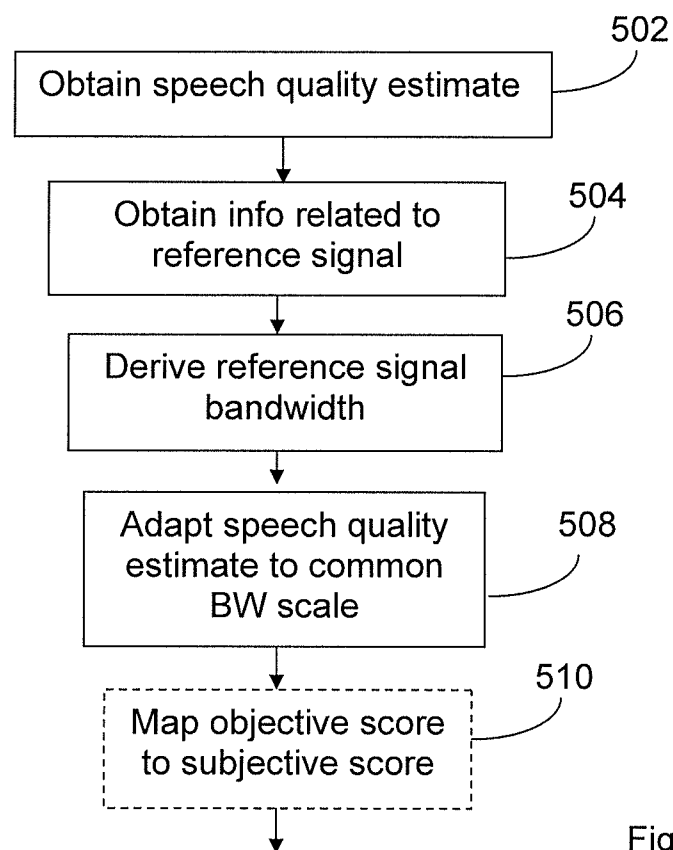 502
Obtain speech quality estimate
504
Obtain info related to
reference signal
506
Derive reference signal
bandwidth
508
Adapt speech quality
estimate to common
BW scale
510
Map objective score
to subjective score
Fig